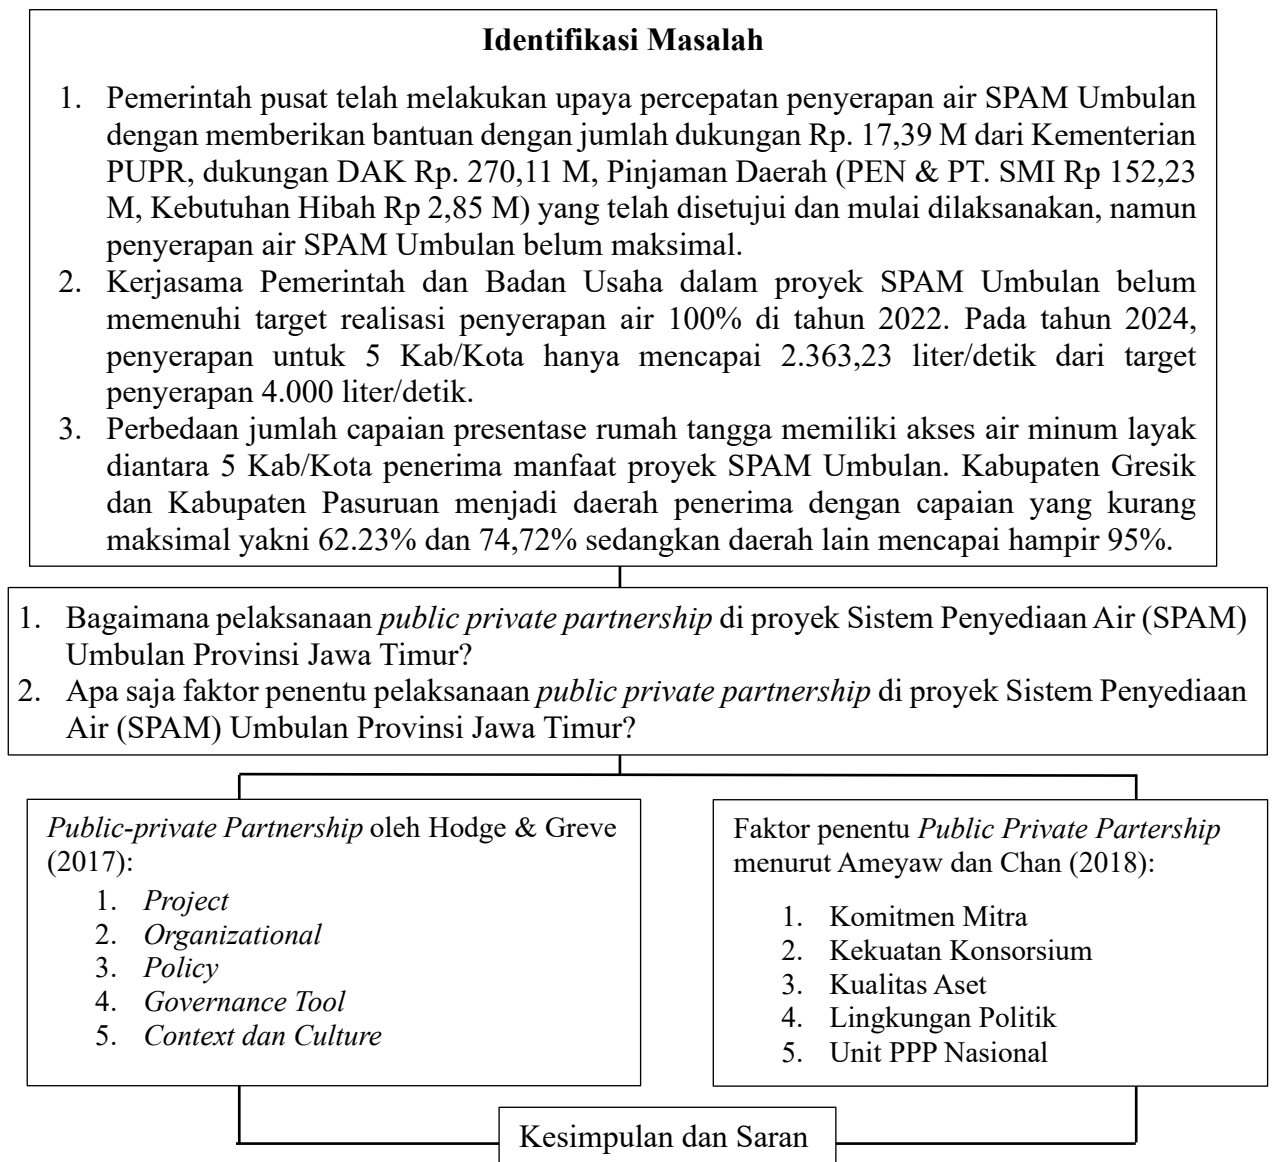 Identifikasi Masalah
1. Pemerintah pusat telah melakukan upaya percepatan penyerapan air SPAM Umbulan
dengan memberikan bantuan dengan jumlah dukungan Rp. 17,39 M dari Kementerian
PUPR, dukungan DAK Rp. 270,11 M, Pinjaman Daerah (PEN & PT. SMI Rp 152,23
M, Kebutuhan Hibah Rp 2,85 M) yang telah disetujui dan mulai dilaksanakan, namun
penyerapan air SPAM Umbulan belum maksimal.
2. Kerjasama Pemerintah dan Badan Usaha dalam proyek SPAM Umbulan belum
memenuhi target realisasi penyerapan air 100% di tahun 2022. Pada tahun 2024,
penyerapan untuk 5 Kab/Kota hanya mencapai 2.363,23 liter/detik dari target
penyerapan 4.000 liter/detik.
3. Perbedaan jumlah capaian presentase rumah tangga memiliki akses air minum layak
diantara 5 Kab/Kota penerima manfaat proyek SPAM Umbulan. Kabupaten Gresik
dan Kabupaten Pasuruan menjadi daerah penerima dengan capaian yang kurang
maksimal yakni 62.23% dan 74,72% sedangkan daerah lain mencapai hampir 95%.
1. Bagaimana pelaksanaan public private partnership di proyek Sistem Penyediaan Air (SPAM)
Umbulan Provinsi Jawa Timur?
2. Apa saja faktor penentu pelaksanaan public private partnership di proyek Sistem Penyediaan
Air (SPAM) Umbulan Provinsi Jawa Timur?
Public-private Partnership oleh Hodge & Greve
(2017):
1. Project
2. Organizational
3. Policy
4. Governance Tool
5. Context dan Culture
Faktor penentu Public Private Partership
menurut Ameyaw dan Chan (2018):
1. Komitmen Mitra
2. Kekuatan Konsorsium
3. Kualitas Aset
4. Lingkungan Politik
5. Unit PPP Nasional
Kesimpulan dan Saran